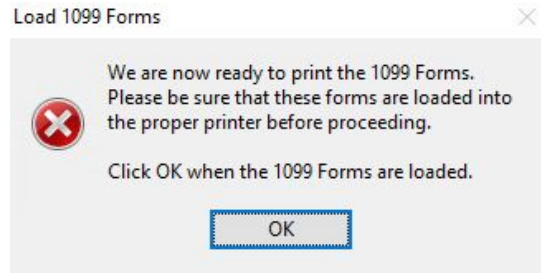 Load 1099 Forms
We are now ready to print the 1099 Forms.
Please be sure that these forms are loaded into
the proper printer before proceeding.
Click OK when the 1099 Forms are loaded.
OK